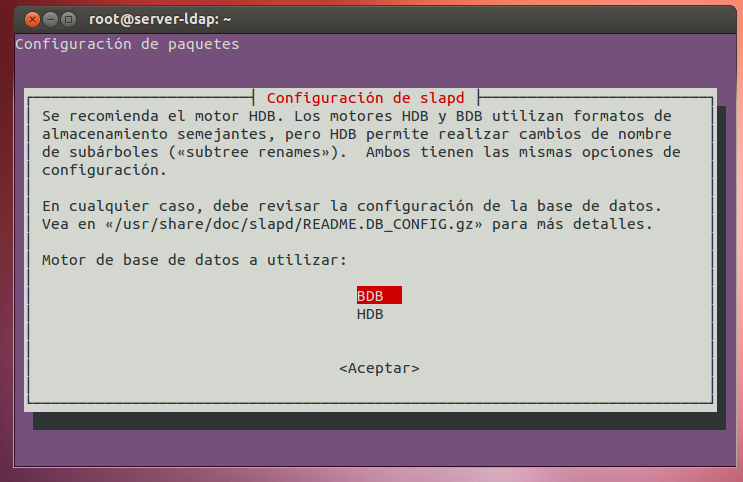 root@server-ldap: ~
Configuración de paquetes
Configuración de slapd
Se recomienda el motor HDB. Los motores HDB y BDB utilizan formatos de
almacenamiento semejantes, pero HDB permite realizar cambios de nombre
de subárboles («subtree renames»).  Ambos tienen las mismas opciones de
configuración.
En cualquier caso, debe revisar la configuración de la base de datos.
Vea en «/usr/share/doc/slapd/README.DB_CONFIG.gz» para más detalles.
Motor de base de datos a utilizar:
BDB
HDB
<Aceptar>